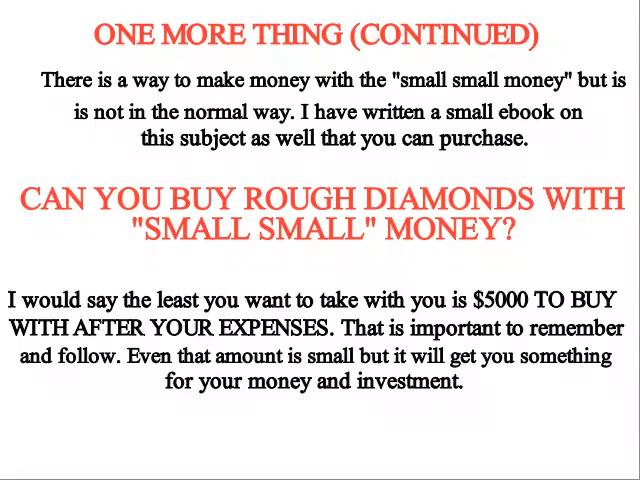 ONE MORE THING (CONTINUED)
There is a way to make money with the "small small money" but is
is not in the normal way. I have written a small ebook on
this subject as well that you can purchase.
CAN YOU BUY ROUGH DIAMONDS WITH
"SMALL SMALL" MONEY?
I would say the least you want to take with you is $5000 TO BUY
WITH AFTER YOUR EXPENSES. That is important to remember
and follow. Even that amount is small but it will get you something
for your money and investment.